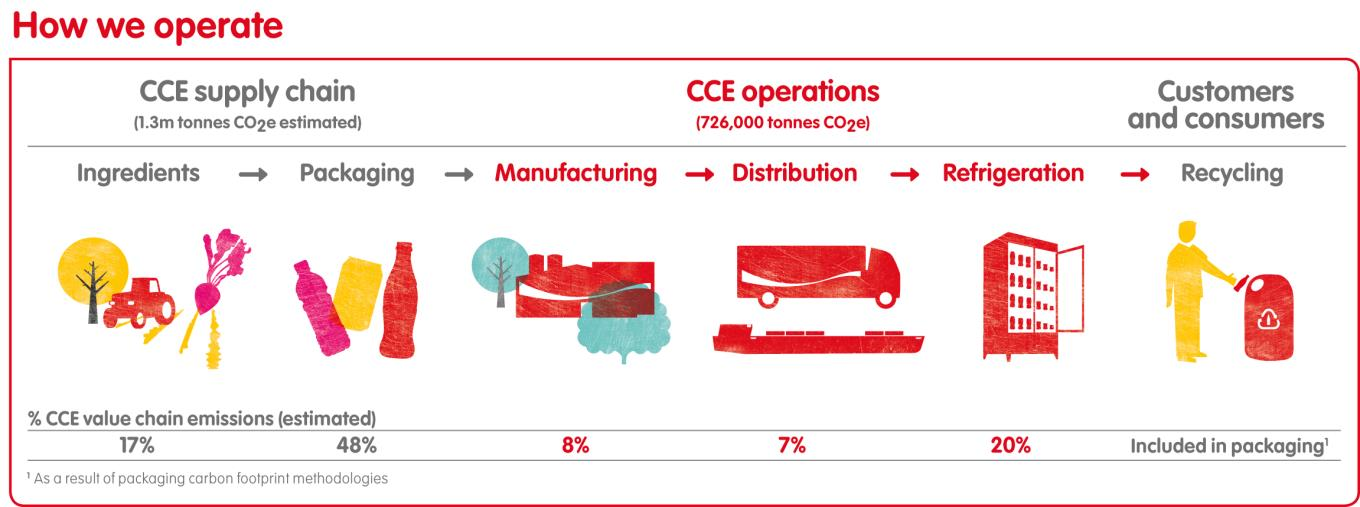 How we operate
CCE supply chain
(1.3m tonnes CO2e estimated)
CCE operations
(726,000 tonnes CO2e)
Customers
and consumers
Ingredients → Packaging → Manufacturing → Distribution → Refrigeration → Recycling
% CCE value chain emissions (estimated)
17% 48% 8% 7% 20% Included in packaging¹
¹ As a result of packaging carbon footprint methodologies